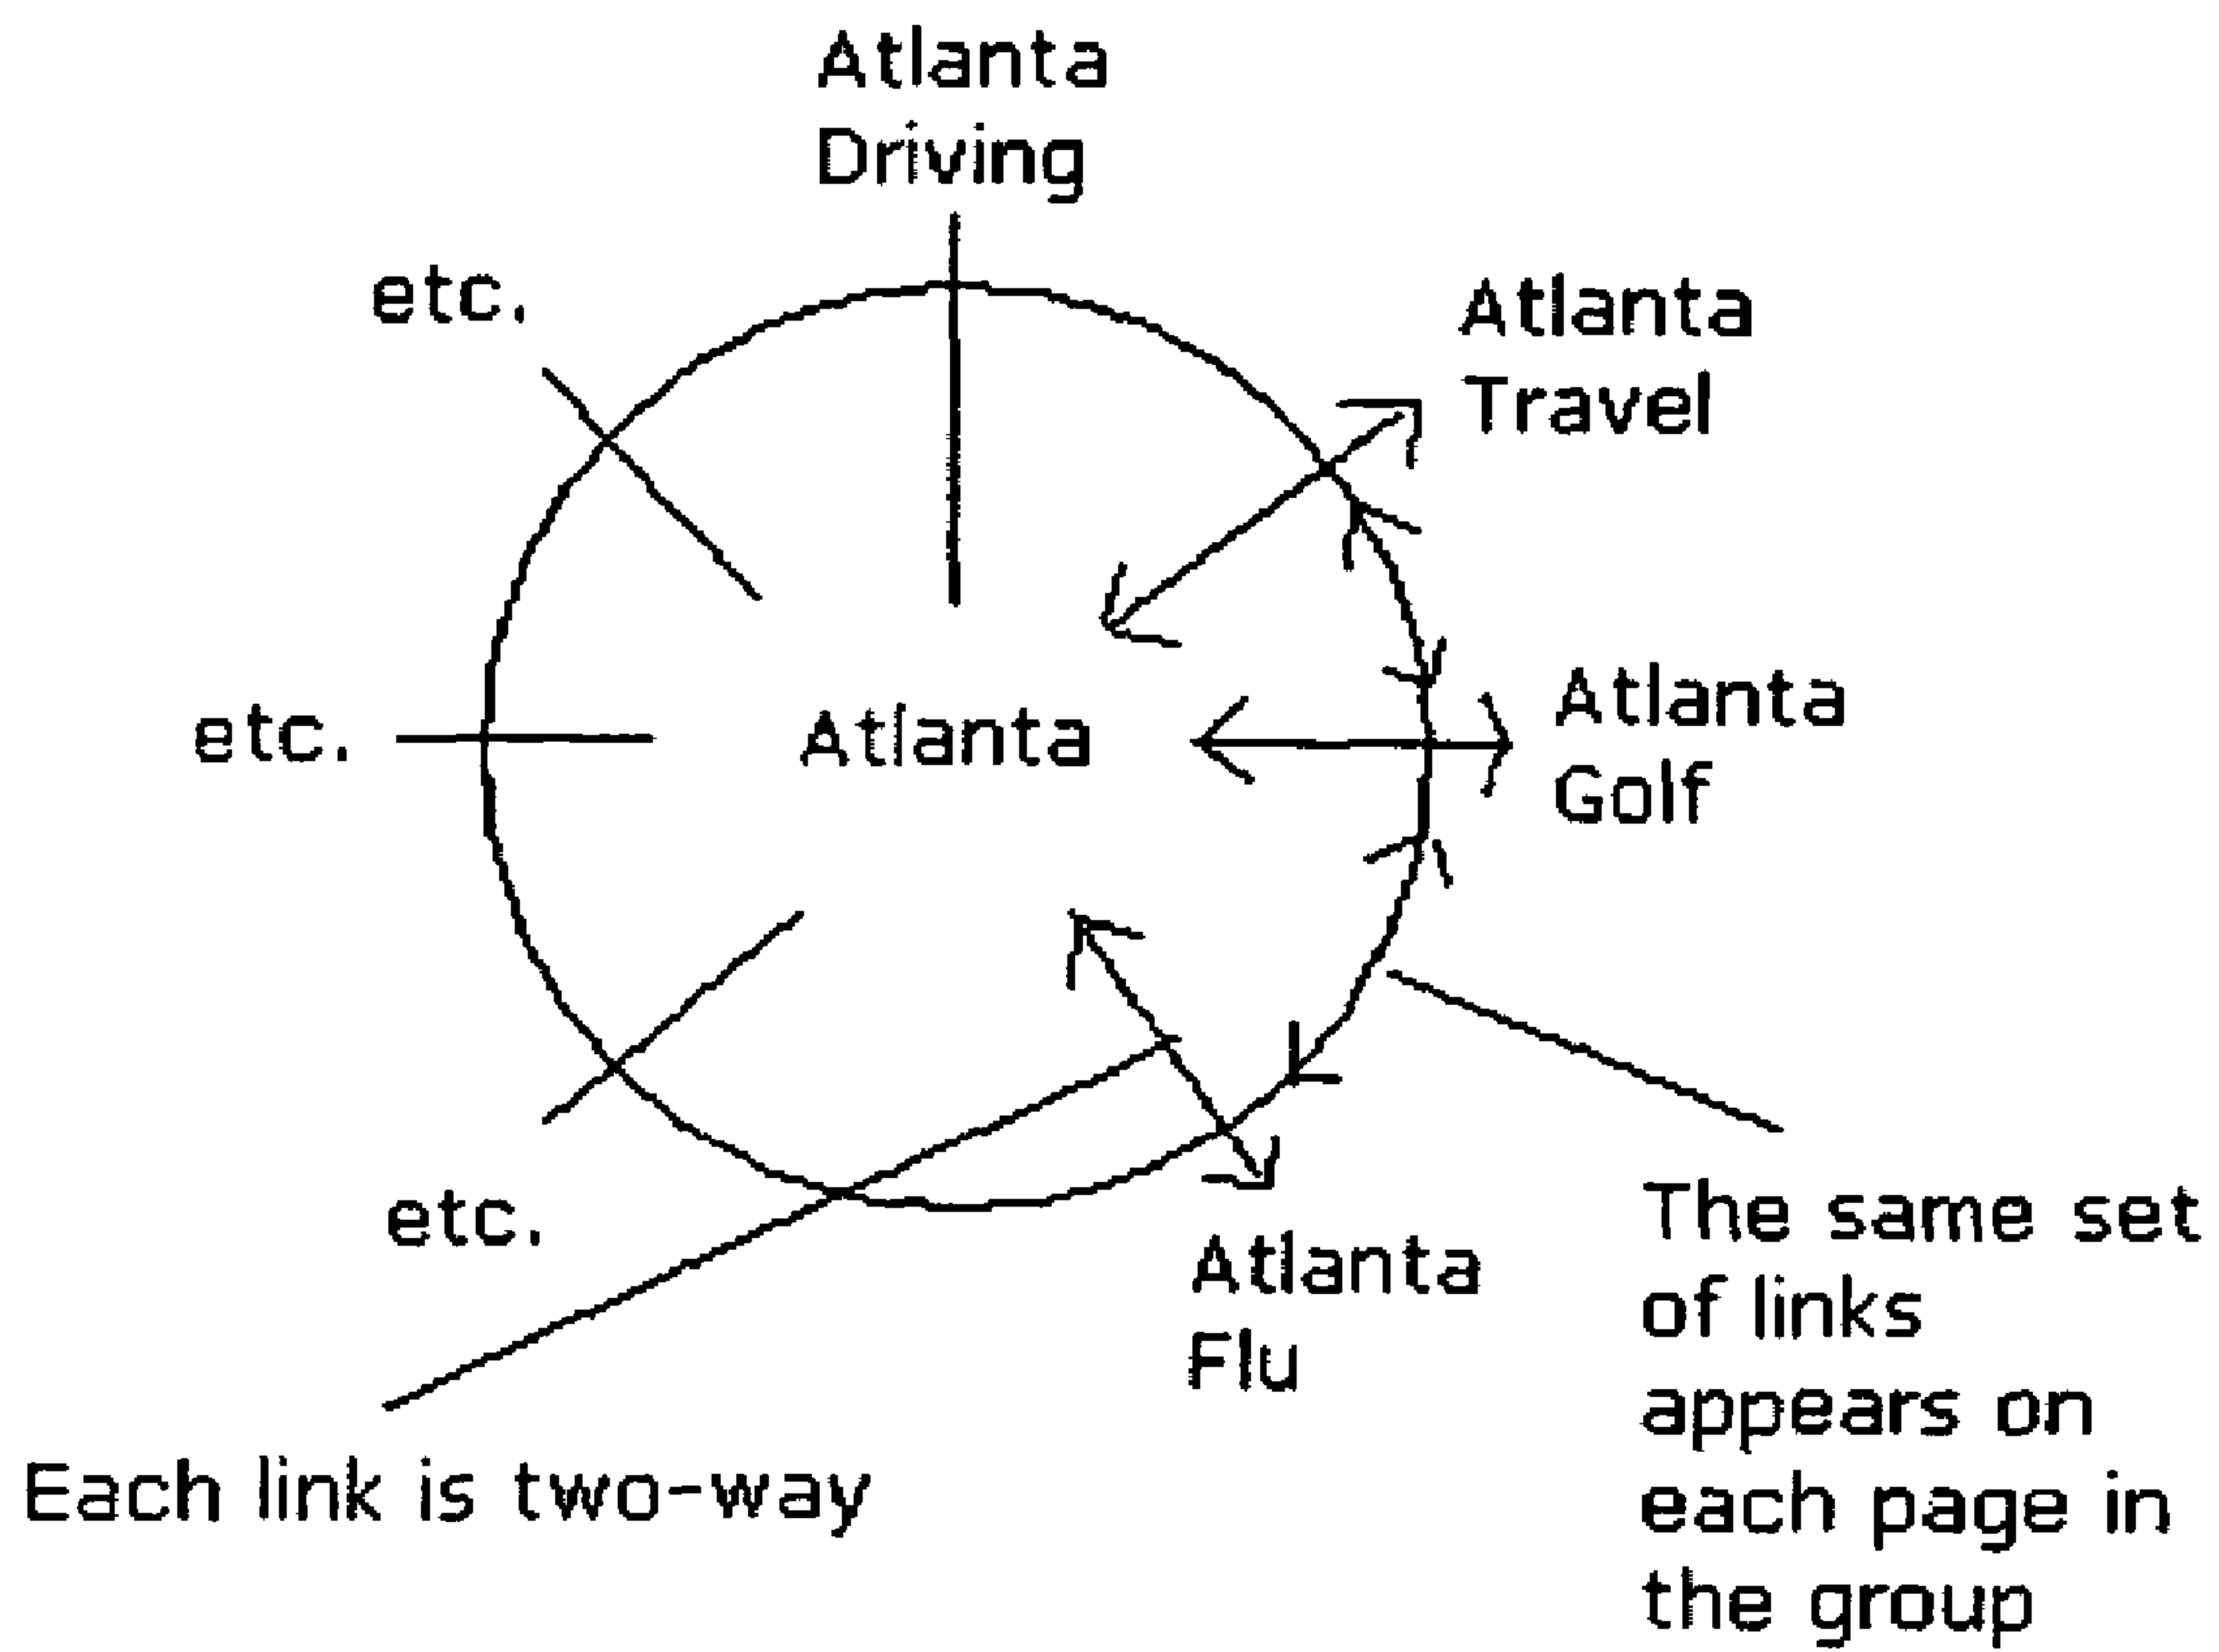 Atlanta
Driving
etc.
Atlanta
Travel
etc.
Atlanta
Atlanta
Golf
etc.
Atlanta
Flu
Each link is two-way
The same set
of links
appears on
each page in
the group